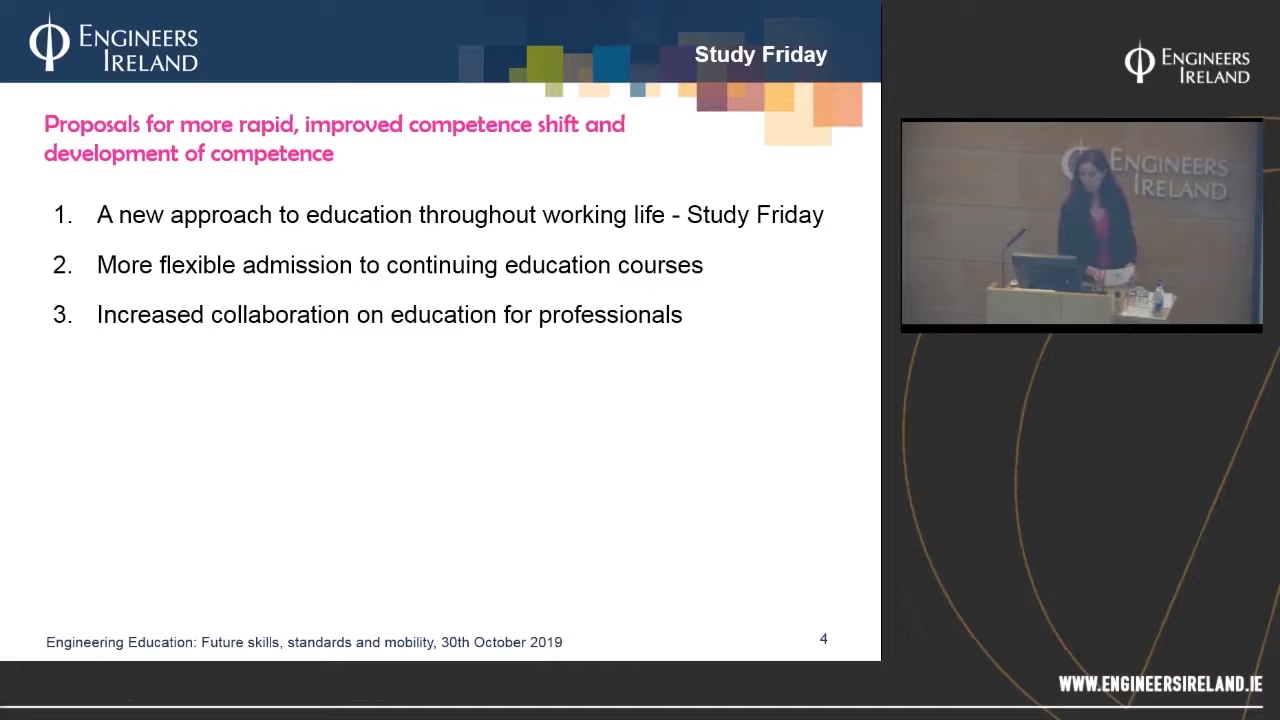 ENGINEERS
IRELAND
Study Friday
Proposals for more rapid, improved competence shift and
development of competence
1. A new approach to education throughout working life - Study Friday
2. More flexible admission to continuing education courses
3. Increased collaboration on education for professionals
Engineering Education: Future skills, standards and mobility, 30th October 2019
4
ENGINEERS
IRELAND
ENGINEERS
IRELAND
WWW.ENGINEERSIRELAND.IE